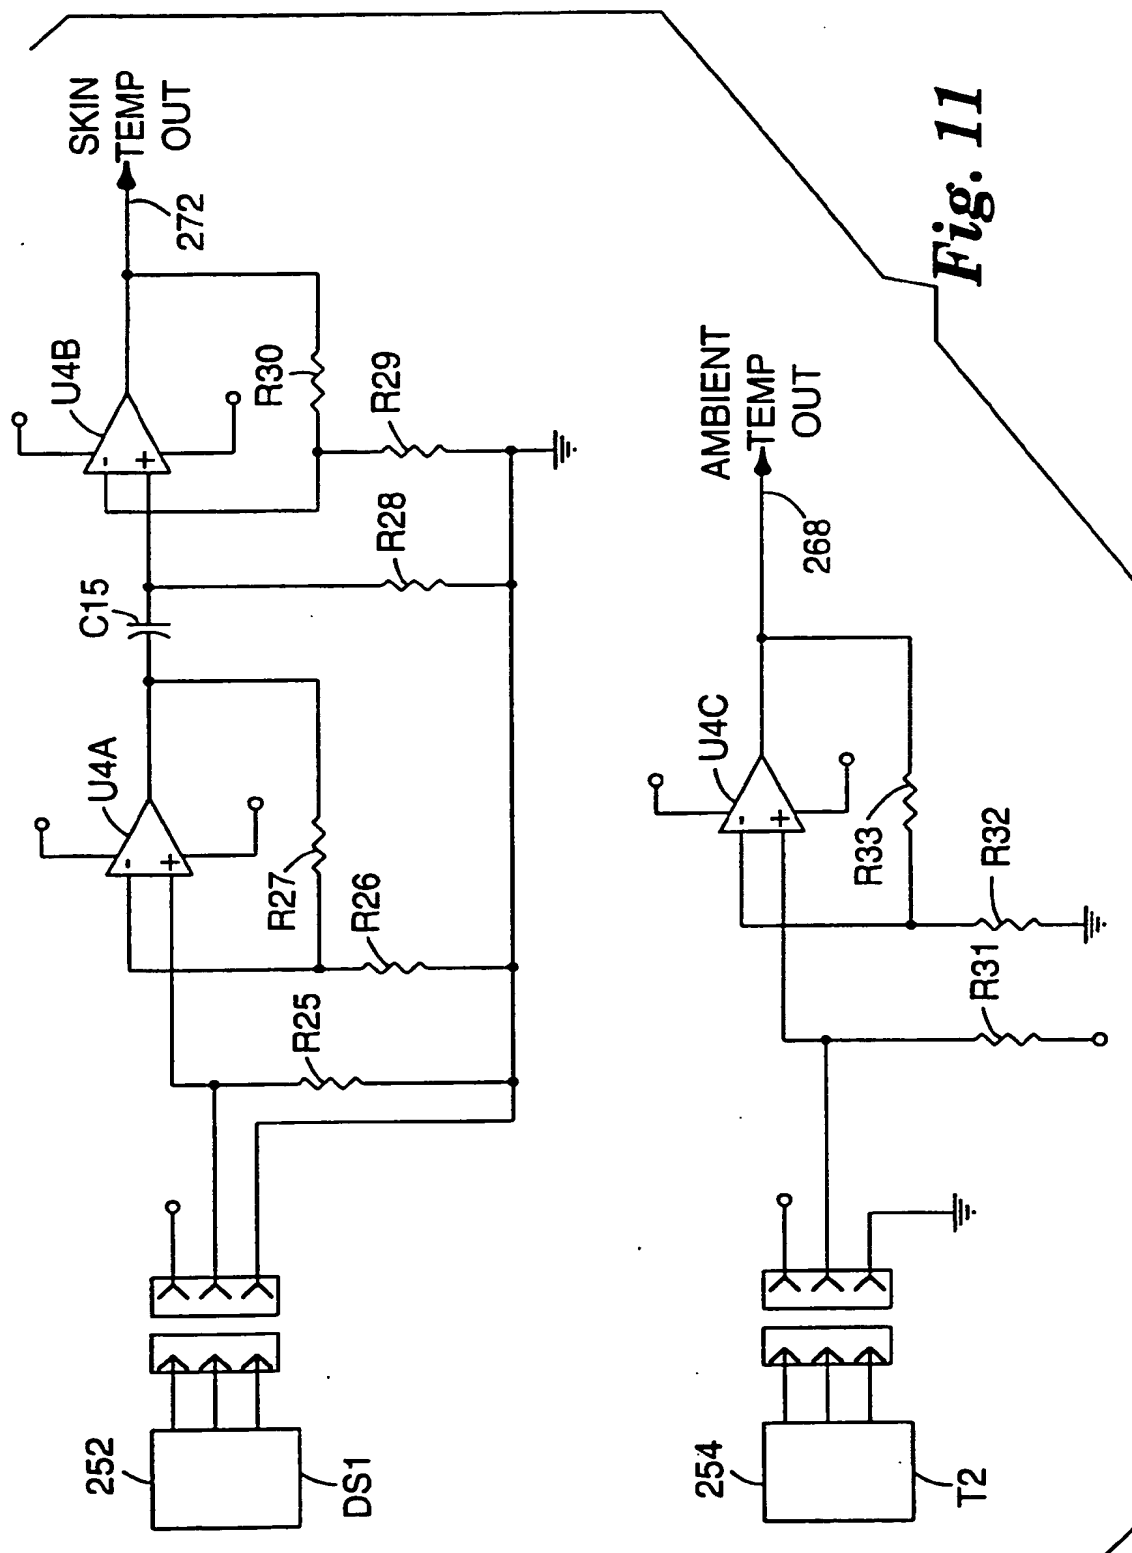 252
DS1
R25
R26
R27
U4A
-
+
C15
R28
R29
R30
U4B
-
+
272
SKIN
TEMP
OUT
254
T2
R31
R32
R33
U4C
-
+
268
AMBIENT
TEMP
OUT
Fig. 11